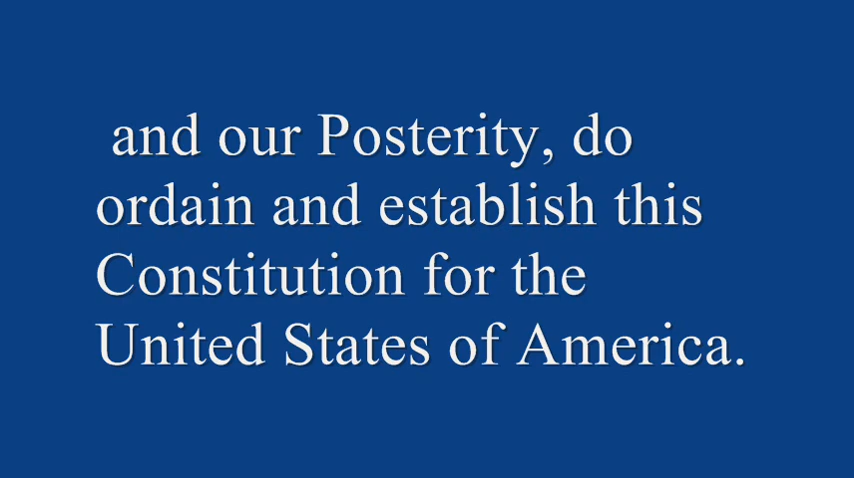 and our Posterity, do
ordain and establish this
Constitution for the
United States of America.